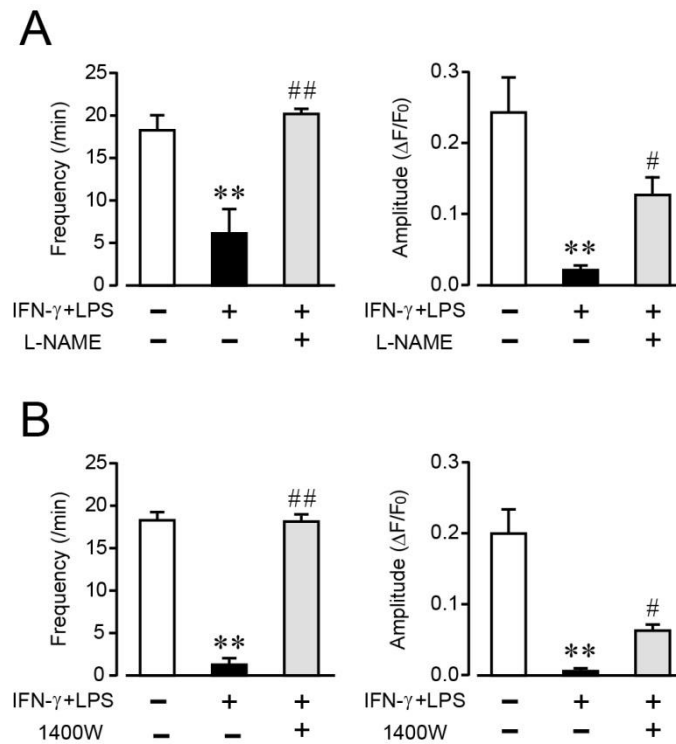 A
Frequency (/min)
25
20
15
10
5
0
**
##
IFN-γ+LPS − + +
L-NAME − − +
Amplitude (ΔF/F0)
0.3
0.2
0.1
0.0
**
#
IFN-γ+LPS − + +
L-NAME − − +
B
Frequency (/min)
25
20
15
10
5
0
**
##
IFN-γ+LPS − + +
1400W − − +
Amplitude (ΔF/F0)
0.3
0.2
0.1
0.0
**
#
IFN-γ+LPS − + +
1400W − − +